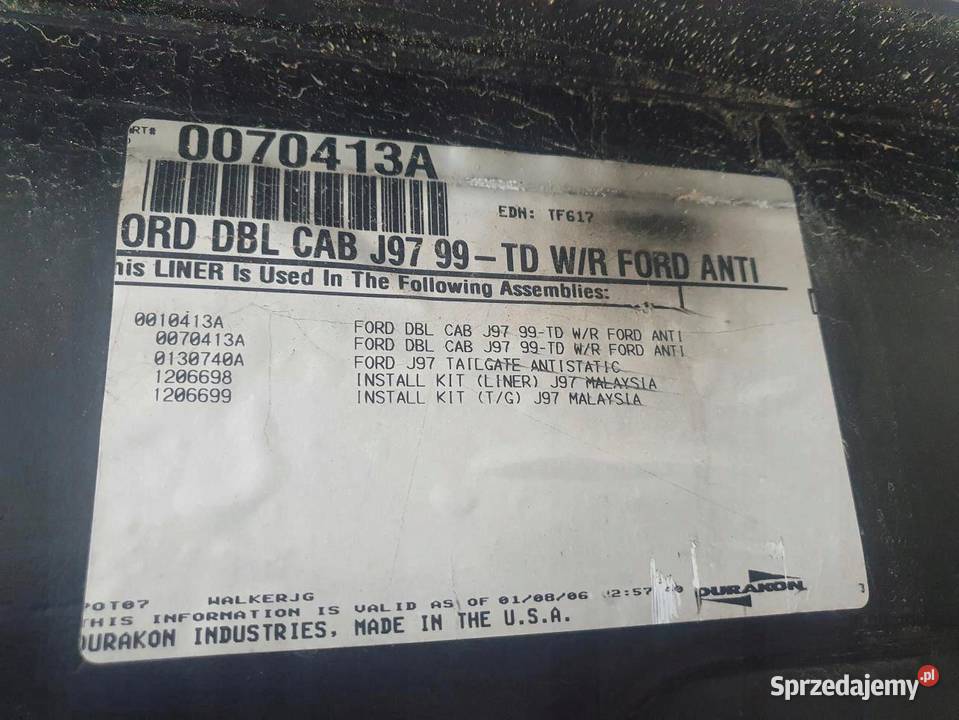 RT#
0070413A
EDN: TF617
ORD DBL CAB J97 99-TD W/R FORD ANTI
his LINER Is Used In The Following Assemblies:
0010413A FORD DBL CAB J97 99-TD W/R FORD ANTI
0070413A FORD DBL CAB J97 99-TD W/R FORD ANTI
0130740A FORD J97 TAILGATE ANTISTATIC
1206698 INSTALL KIT (LINER) J97 MALAYSIA
1206699 INSTALL KIT (T/G) J97 MALAYSIA
POT07 WALKERJG
THIS INFORMATION IS VALID AS OF 01/08/06
DURAKON INDUSTRIES, MADE IN THE U.S.A.
DURAKON
Sprzedajemy.pl